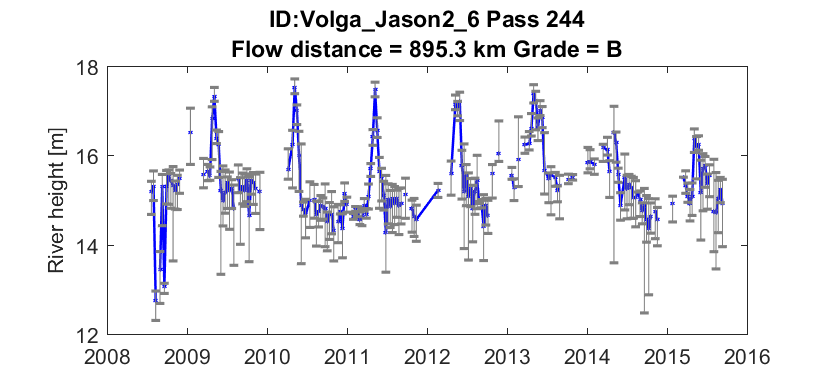 ID:Volga_Jason2_6 Pass 244
Flow distance = 895.3 km Grade = B
River height [m]
18
16
14
12
2008 2009 2010 2011 2012 2013 2014 2015 2016